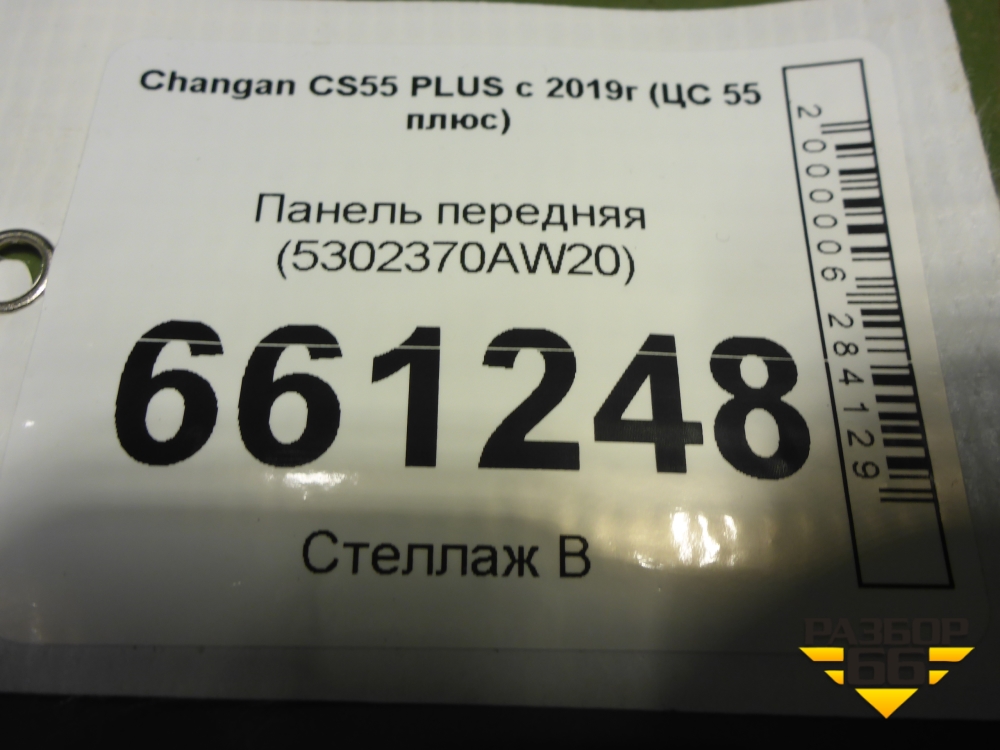 Changan CS55 PLUS с 2019г (ЦС 55
плюс)
Панель передняя
(5302370AW20)
661248
Стеллаж В
2000006284129
РАЗБОР
66